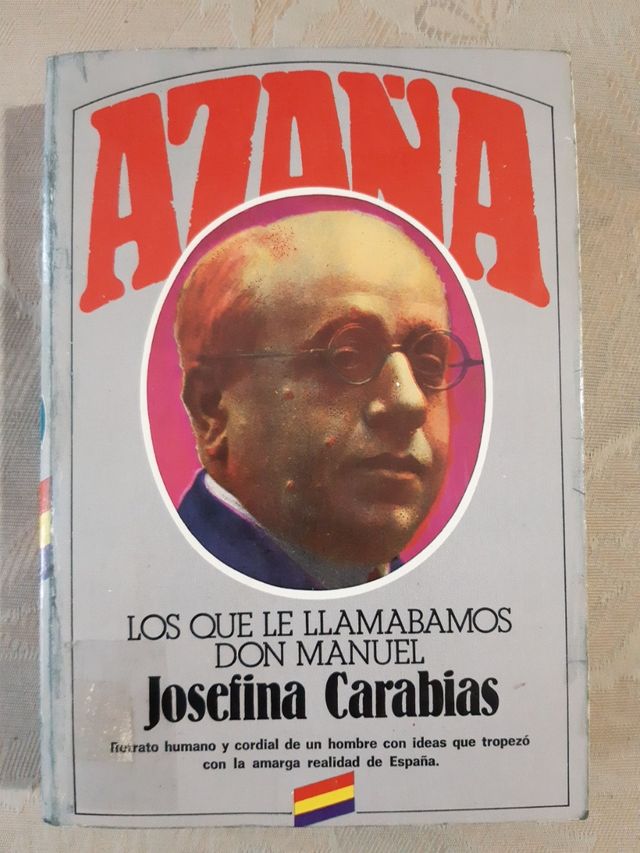 AZAÑA
LOS QUE LE LLAMABAMOS
DON MANUEL
Josefina Carabias
Retrato humano y cordial de un hombre con ideas que tropezó
con la amarga realidad de España.